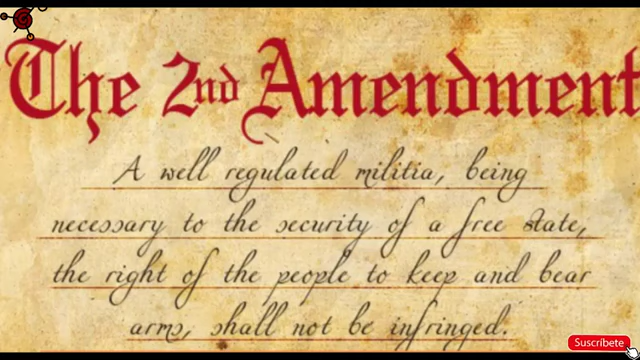 The 2nd Amendment
A well regulated militia, being
necessary to the security of a free state,
the right of the people to keep and bear
arms, shall not be infringed.
Suscríbete